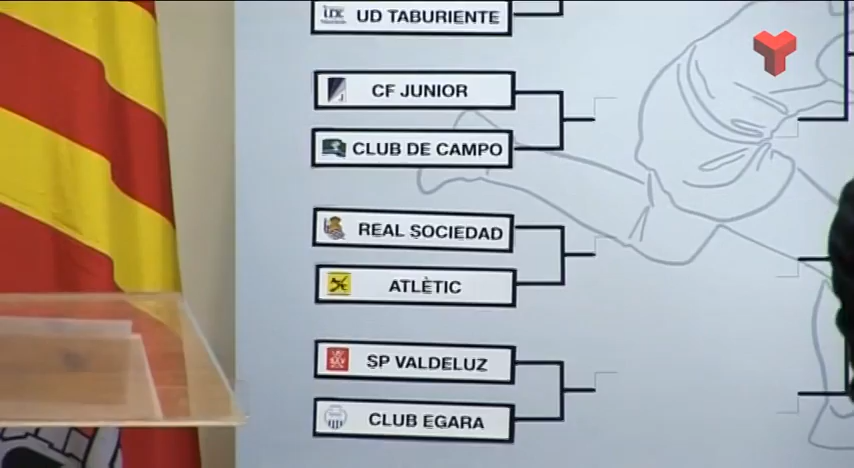 UD TABURIENTE
CF JUNIOR
CLUB DE CAMPO
REAL SOCIEDAD
ATLÈTIC
SP VALDELUZ
CLUB EGARA